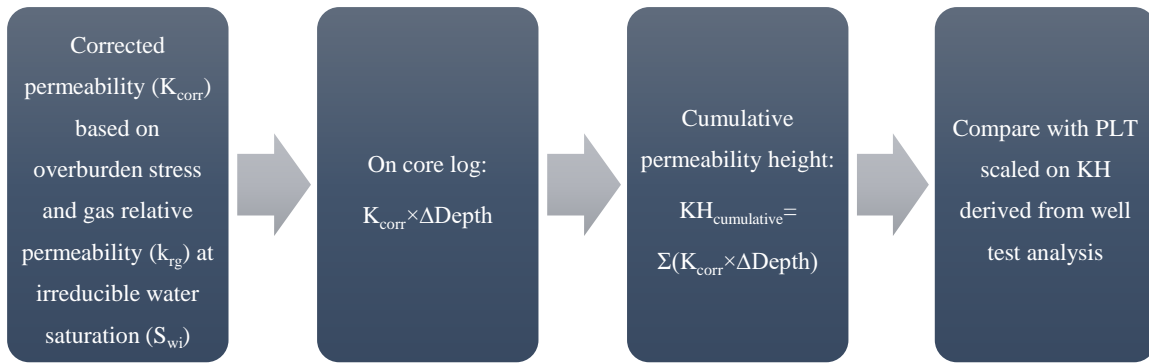 Corrected
permeability (Kcorr)
based on
overburden stress
and gas relative
permeability (krg) at
irreducible water
saturation (Swi)
On core log:
Kcorr×ΔDepth
Cumulative
permeability height:
KHcumulative=
Σ(Kcorr×ΔDepth)
Compare with PLT
scaled on KH
derived from well
test analysis